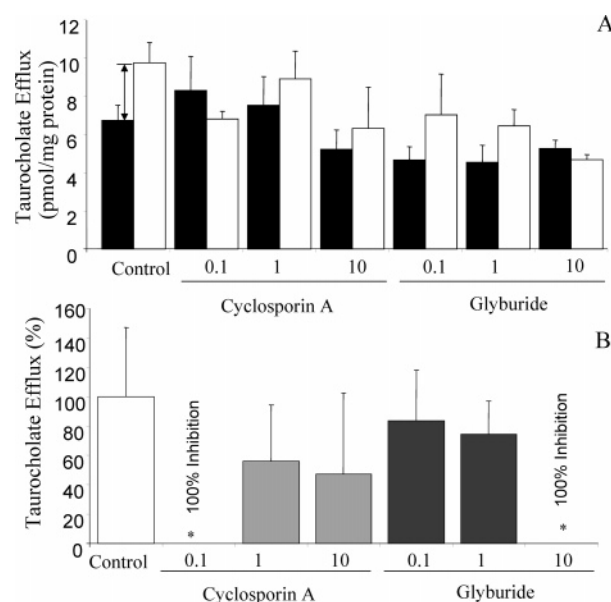 A
Taurocholate Efflux
(pmol/mg protein)
12
10
8
6
4
2
0
Control
0.1
1
10
0.1
1
10
Cyclosporin A
Glyburide
B
Taurocholate Efflux (%)
160
140
120
100
80
60
40
20
0
100% Inhibition
*
100% Inhibition
*
Control
0.1
1
10
0.1
1
10
Cyclosporin A
Glyburide